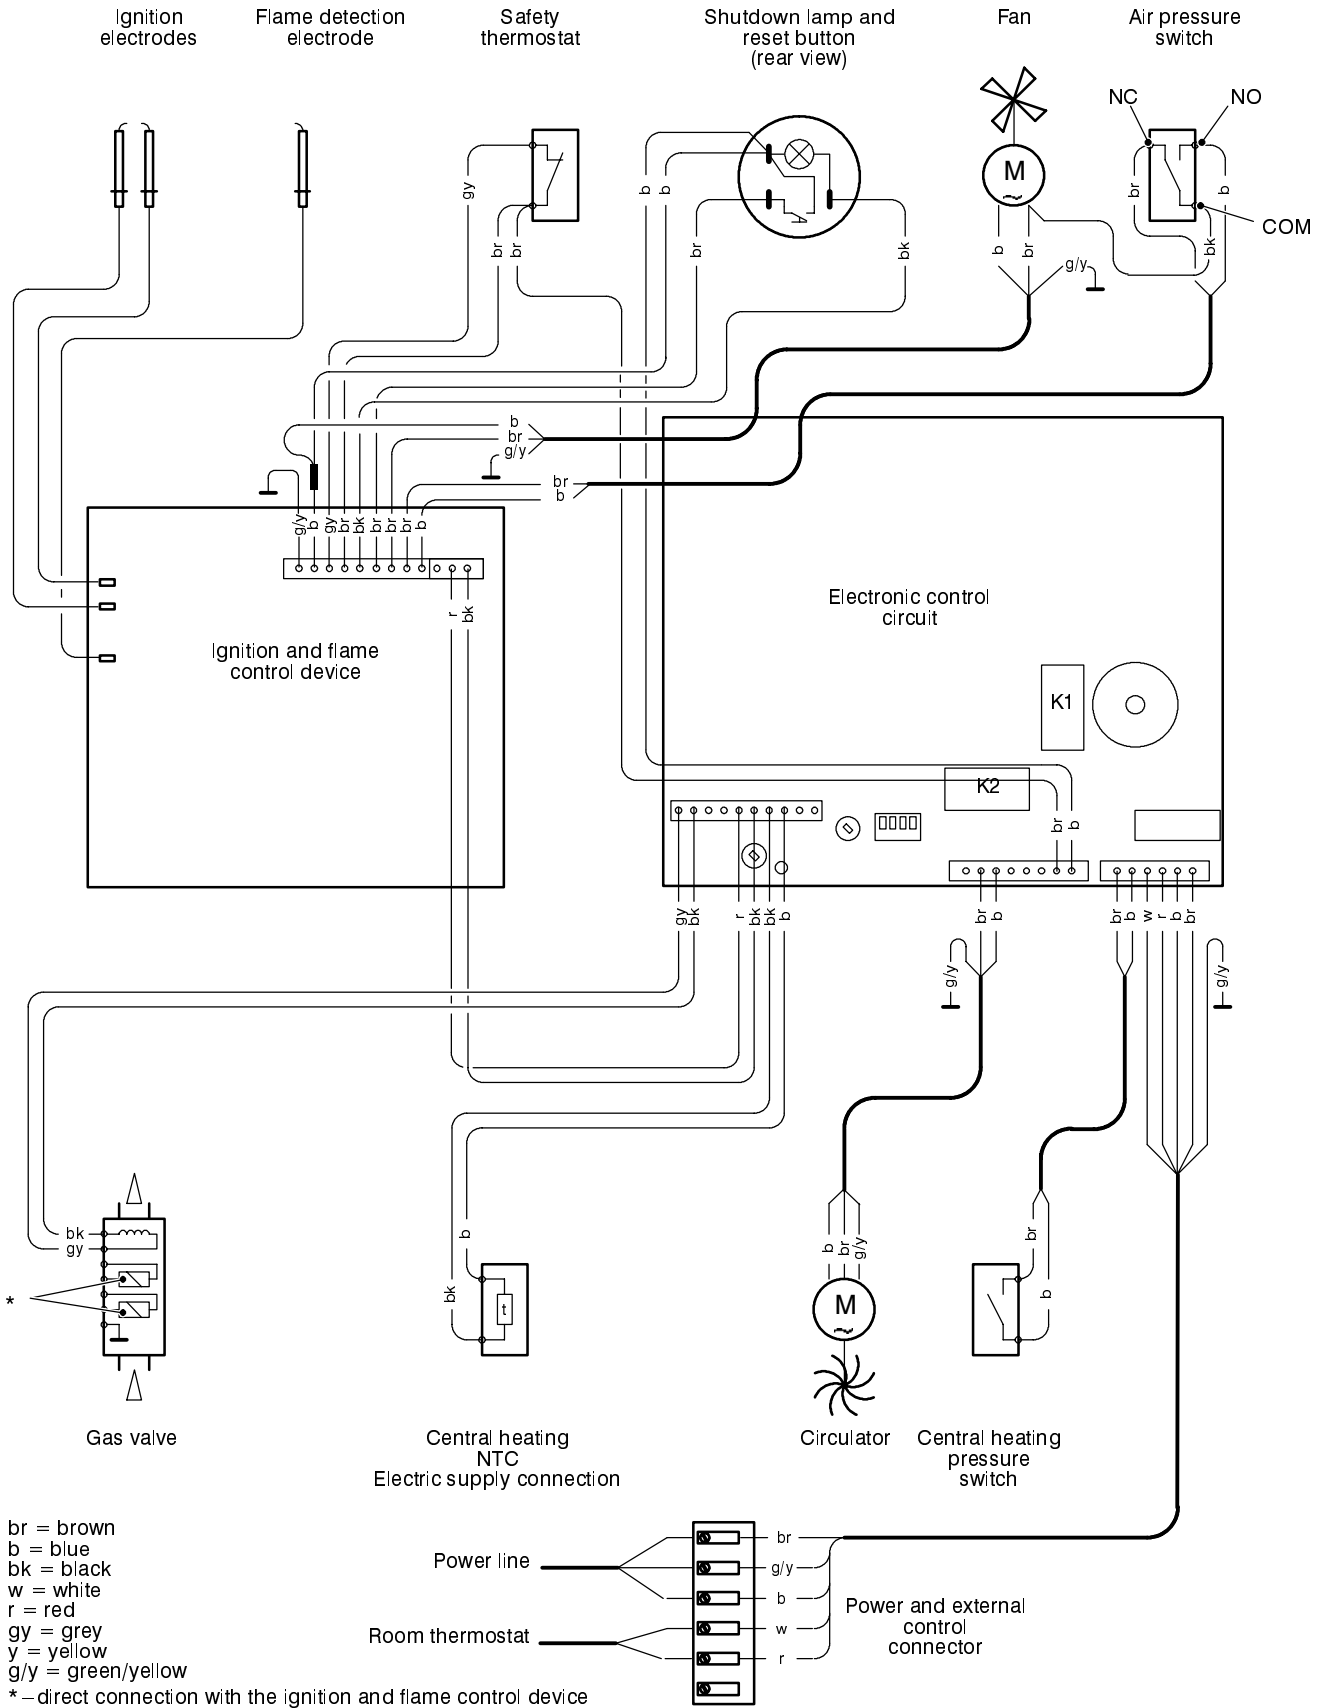 Ignition
electrodes
Flame detection
electrode
Safety
thermostat
Shutdown lamp and
reset button
(rear view)
Fan
Air pressure
switch
NC
NO
COM
M
gy
br
br
b
b
br
bk
b
br
g/y
br
bk
b
b
br
g/y
br
b
g/y
b
gy
br
bk
br
br
br
b
r
bk
Ignition and flame
control device
Electronic control
circuit
K1
K2
br
b
gy
bk
r
bk
bk
b
br
b
br
b
w
r
b
br
g/y
g/y
bk
gy
*
b
bk
t
b
br
g/y
M
br
b
Gas valve
Central heating
NTC
Electric supply connection
Circulator
Central heating
pressure
switch
br = brown
b = blue
bk = black
w = white
r = red
gy = grey
y = yellow
g/y = green/yellow
* – direct connection with the ignition and flame control device
Power line
Room thermostat
br
g/y
b
w
r
Power and external
control
connector